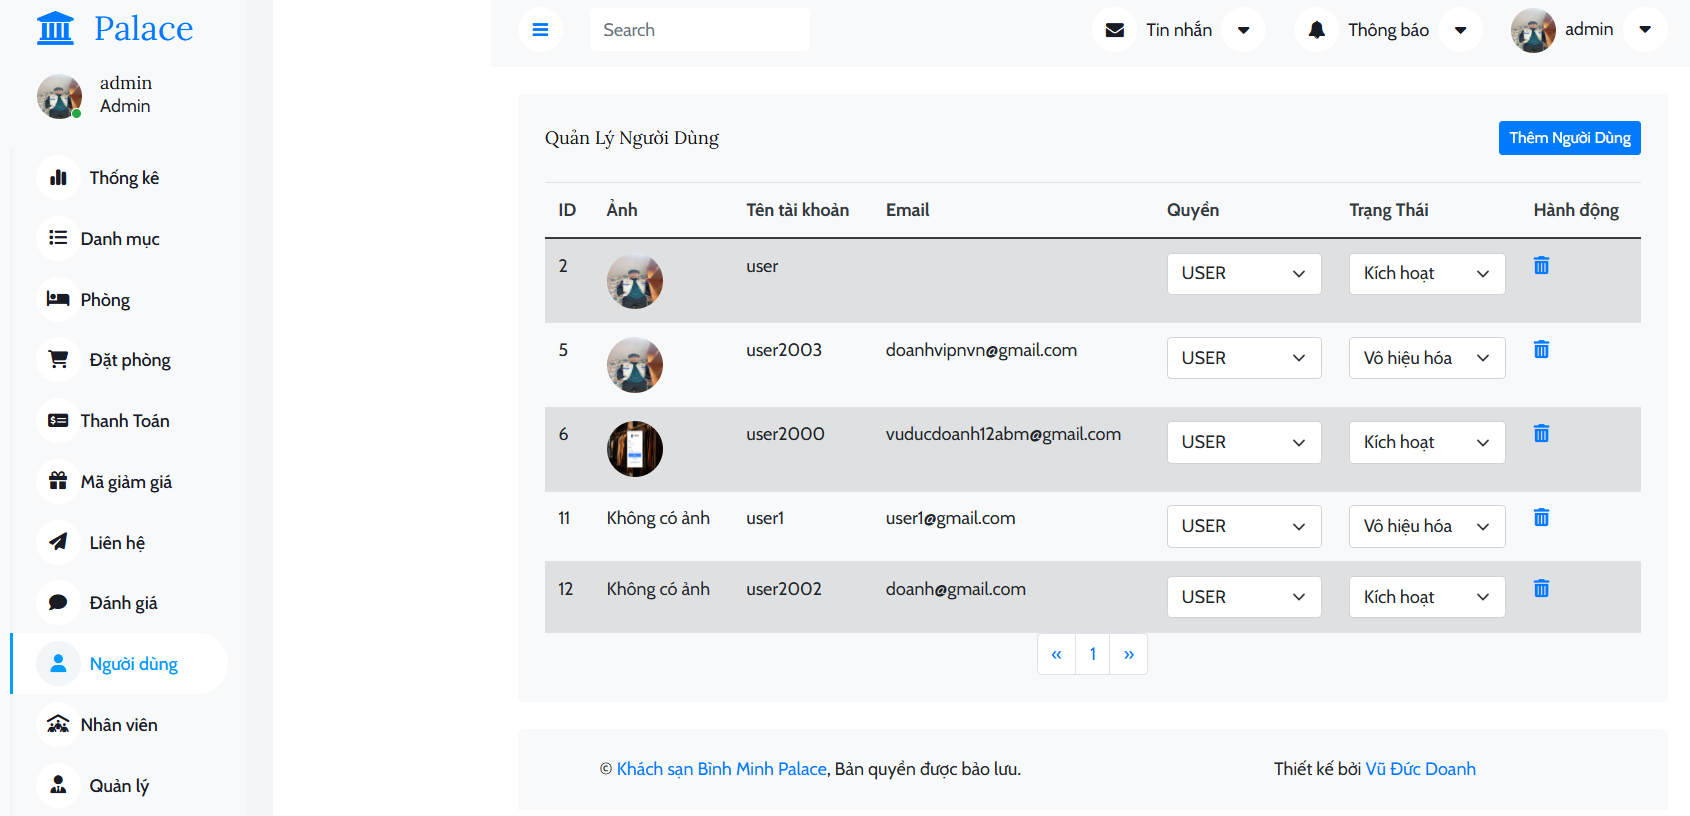 Palace
admin
Admin
Thống kê
Danh mục
Phòng
Đặt phòng
Thanh Toán
Mã giảm giá
Liên hệ
Đánh giá
Người dùng
Nhân viên
Quản lý
Search
Tin nhắn
Thông báo
admin
Quản Lý Người Dùng
Thêm Người Dùng
ID Ảnh Tên tài khoản Email Quyền Trạng Thái Hành động
2 user USER Kích hoạt
5 user2003 doanhvipnvn@gmail.com USER Vô hiệu hóa
6 user2000 vuducdoanh12abm@gmail.com USER Kích hoạt
11 Không có ảnh user1 user1@gmail.com USER Vô hiệu hóa
12 Không có ảnh user2002 doanh@gmail.com USER Kích hoạt
« 1 »
© Khách sạn Bình Minh Palace, Bản quyền được bảo lưu.
Thiết kế bởi Vũ Đức Doanh